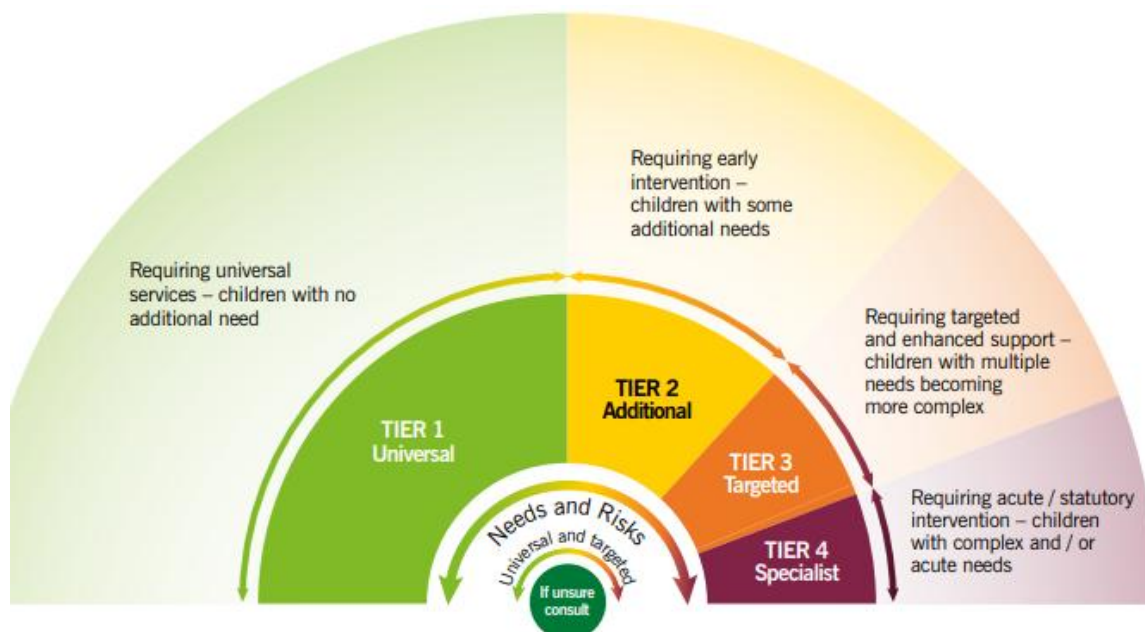 Requiring early
intervention –
children with some
additional needs
Requiring universal
services – children with no
additional need
Requiring targeted
and enhanced support –
children with multiple
needs becoming
more complex
TIER 1
Universal
TIER 2
Additional
TIER 3
Targeted
TIER 4
Specialist
Requiring acute / statutory
intervention – children
with complex and / or
acute needs
Needs and Risks
Universal and targeted
If unsure
consult